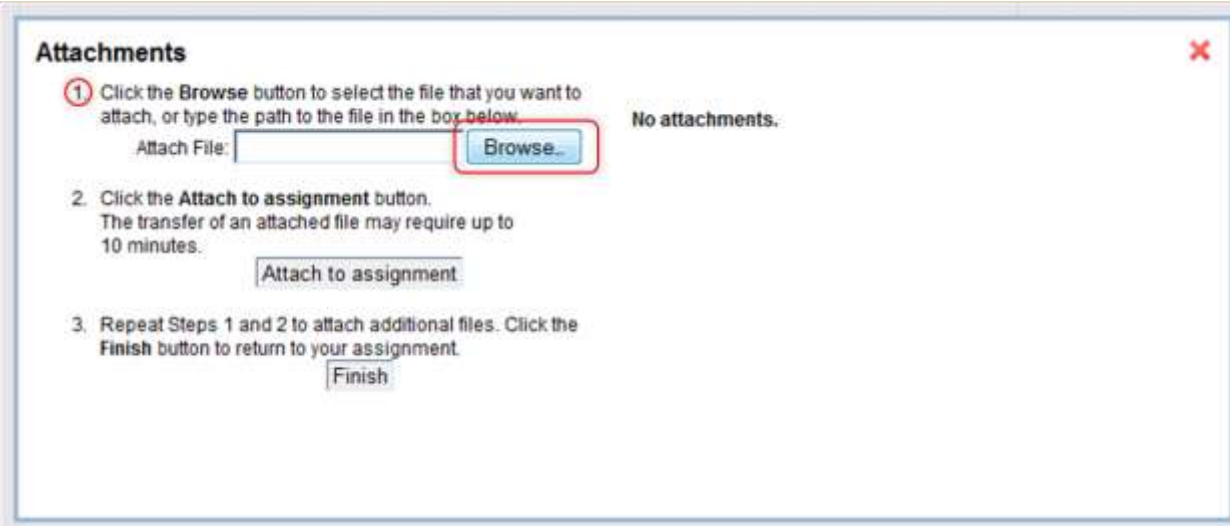 Attachments
1. Click the Browse button to select the file that you want to
attach, or type the path to the file in the box below.
No attachments.
Attach File: Browse...
2. Click the Attach to assignment button.
The transfer of an attached file may require up to
10 minutes.
Attach to assignment
3. Repeat Steps 1 and 2 to attach additional files. Click the
Finish button to return to your assignment.
Finish